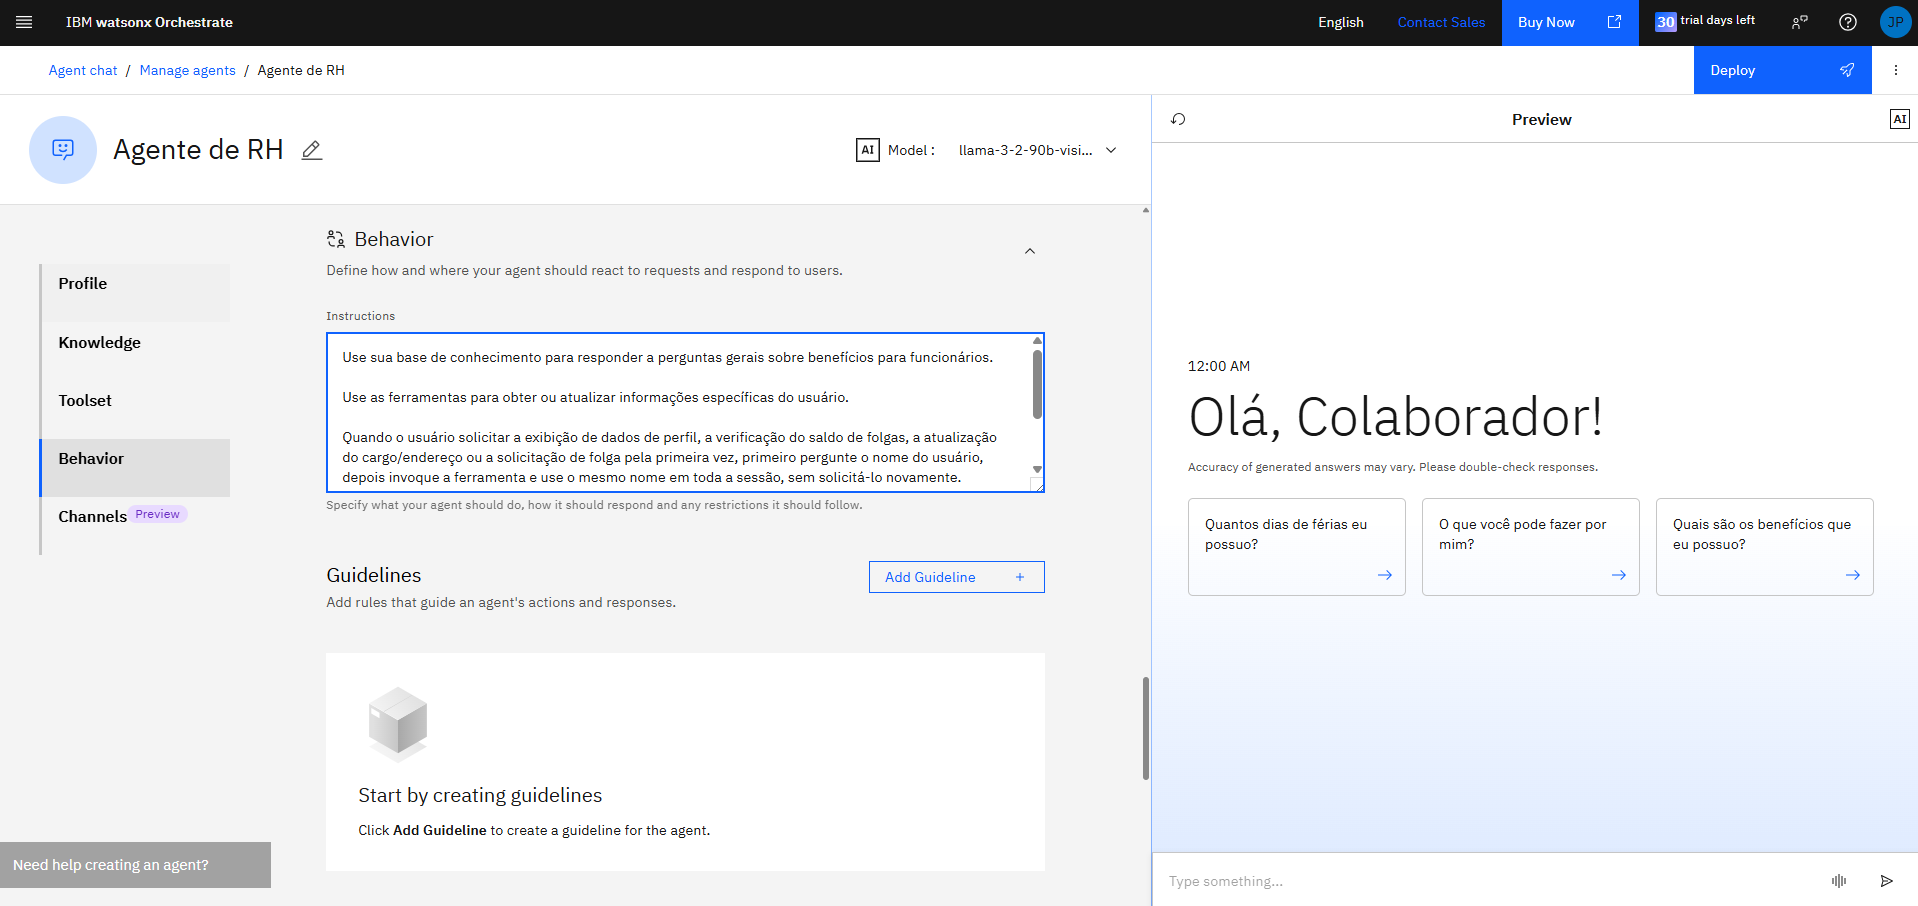 IBM watsonx Orchestrate
English
Contact Sales
Buy Now
30 trial days left
JP
Agent chat / Manage agents / Agente de RH
Deploy
Agente de RH
AI Model : llama-3-2-90b-visi...
Profile
Knowledge
Toolset
Behavior
Channels Preview
Need help creating an agent?
Behavior
Define how and where your agent should react to requests and respond to users.
Instructions
Use sua base de conhecimento para responder a perguntas gerais sobre benefícios para funcionários.
Use as ferramentas para obter ou atualizar informações específicas do usuário.
Quando o usuário solicitar a exibição de dados de perfil, a verificação do saldo de folgas, a atualização
do cargo/endereço ou a solicitação de folga pela primeira vez, primeiro pergunte o nome do usuário,
depois invoque a ferramenta e use o mesmo nome em toda a sessão, sem solicitá-lo novamente.
Specify what your agent should do, how it should respond and any restrictions it should follow.
Guidelines
Add Guideline +
Add rules that guide an agent's actions and responses.
Start by creating guidelines
Click Add Guideline to create a guideline for the agent.
Preview
AI
12:00 AM
Olá, Colaborador!
Accuracy of generated answers may vary. Please double-check responses.
Quantos dias de férias eu
possuo?
O que você pode fazer por
mim?
Quais são os benefícios que
eu possuo?
Type something...